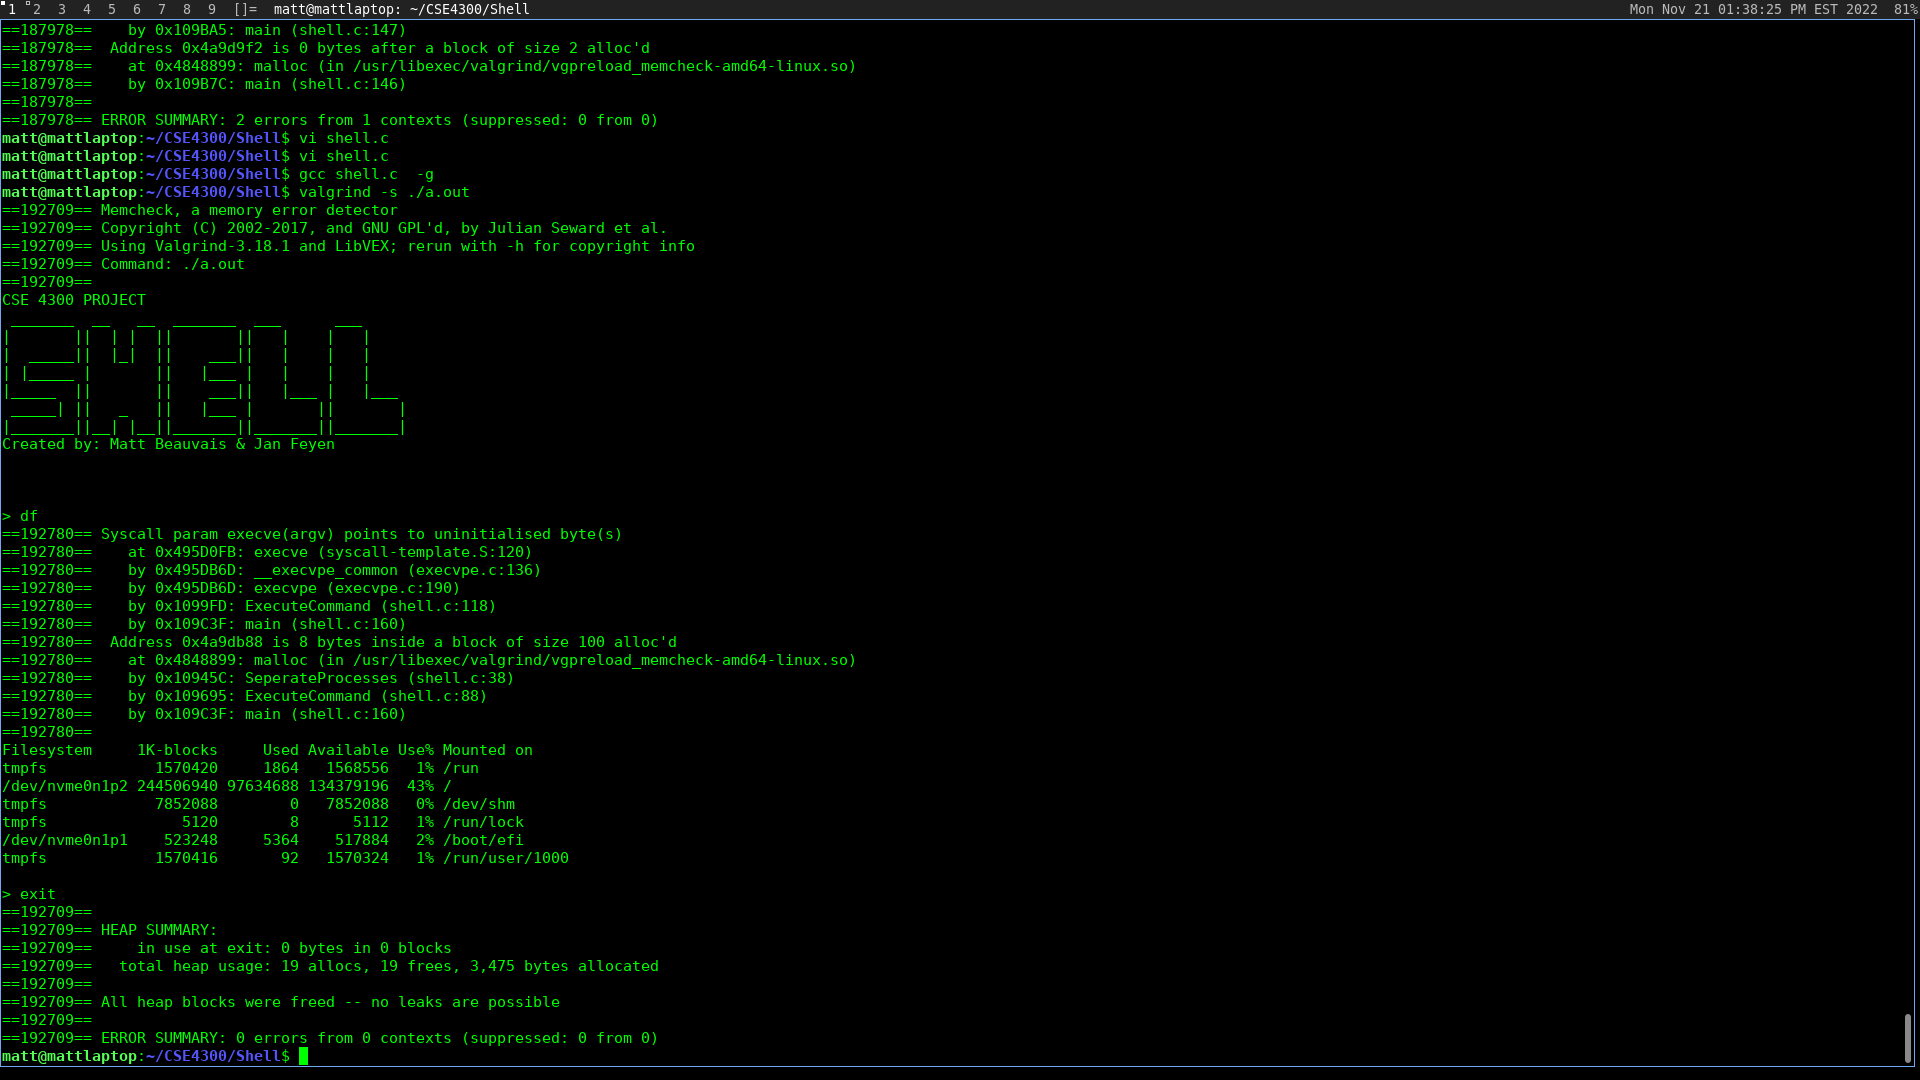 1 2 3 4 5 6 7 8 9 []= matt@mattlaptop: ~/CSE4300/Shell Mon Nov 21 01:38:25 PM EST 2022 81%
==187978==    by 0x109BA5: main (shell.c:147)
==187978==  Address 0x4a9d9f2 is 0 bytes after a block of size 2 alloc'd
==187978==    at 0x4848899: malloc (in /usr/libexec/valgrind/vgpreload_memcheck-amd64-linux.so)
==187978==    by 0x109B7C: main (shell.c:146)
==187978==
==187978== ERROR SUMMARY: 2 errors from 1 contexts (suppressed: 0 from 0)
matt@mattlaptop:~/CSE4300/Shell$ vi shell.c
matt@mattlaptop:~/CSE4300/Shell$ vi shell.c
matt@mattlaptop:~/CSE4300/Shell$ gcc shell.c  -g
matt@mattlaptop:~/CSE4300/Shell$ valgrind -s ./a.out
==192709== Memcheck, a memory error detector
==192709== Copyright (C) 2002-2017, and GNU GPL'd, by Julian Seward et al.
==192709== Using Valgrind-3.18.1 and LibVEX; rerun with -h for copyright info
==192709== Command: ./a.out
==192709==
CSE 4300 PROJECT
SHELL
Created by: Matt Beauvais & Jan Feyen
> df
==192780== Syscall param execve(argv) points to uninitialised byte(s)
==192780==    at 0x495D0FB: execve (syscall-template.S:120)
==192780==    by 0x495DB6D: __execvpe_common (execvpe.c:136)
==192780==    by 0x495DB6D: execvpe (execvpe.c:190)
==192780==    by 0x1099FD: ExecuteCommand (shell.c:118)
==192780==    by 0x109C3F: main (shell.c:160)
==192780==  Address 0x4a9db88 is 8 bytes inside a block of size 100 alloc'd
==192780==    at 0x4848899: malloc (in /usr/libexec/valgrind/vgpreload_memcheck-amd64-linux.so)
==192780==    by 0x10945C: SeperateProcesses (shell.c:38)
==192780==    by 0x109695: ExecuteCommand (shell.c:88)
==192780==    by 0x109C3F: main (shell.c:160)
==192780==
Filesystem     1K-blocks     Used Available Use% Mounted on
tmpfs            1570420     1864   1568556   1% /run
/dev/nvme0n1p2 244506940 97634688 134379196  43% /
tmpfs            7852088        0   7852088   0% /dev/shm
tmpfs               5120        8      5112   1% /run/lock
/dev/nvme0n1p1    523248     5364    517884   2% /boot/efi
tmpfs            1570416       92   1570324   1% /run/user/1000
> exit
==192709==
==192709== HEAP SUMMARY:
==192709==     in use at exit: 0 bytes in 0 blocks
==192709==   total heap usage: 19 allocs, 19 frees, 3,475 bytes allocated
==192709==
==192709== All heap blocks were freed -- no leaks are possible
==192709==
==192709== ERROR SUMMARY: 0 errors from 0 contexts (suppressed: 0 from 0)
matt@mattlaptop:~/CSE4300/Shell$